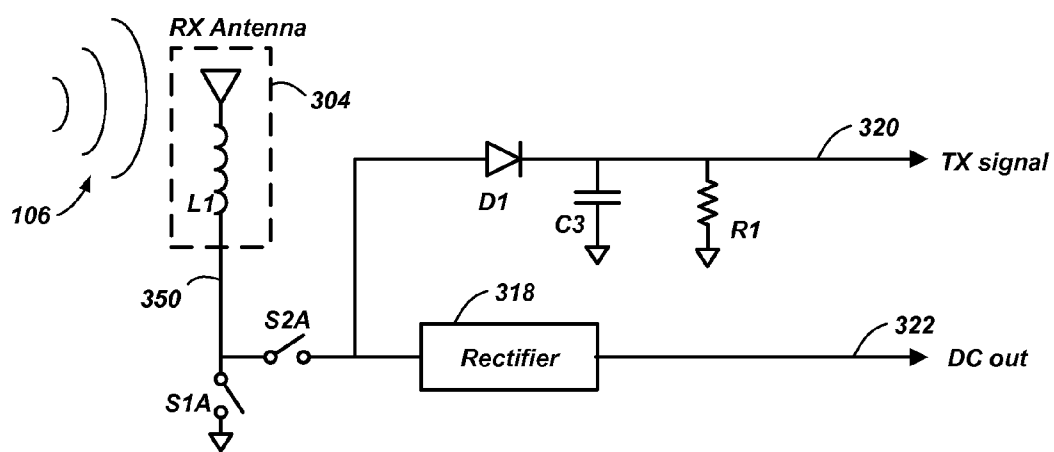 RX Antenna
304
320
TX signal
106
L1
D1
C3
R1
350
S2A
318
322
Rectifier
DC out
S1A